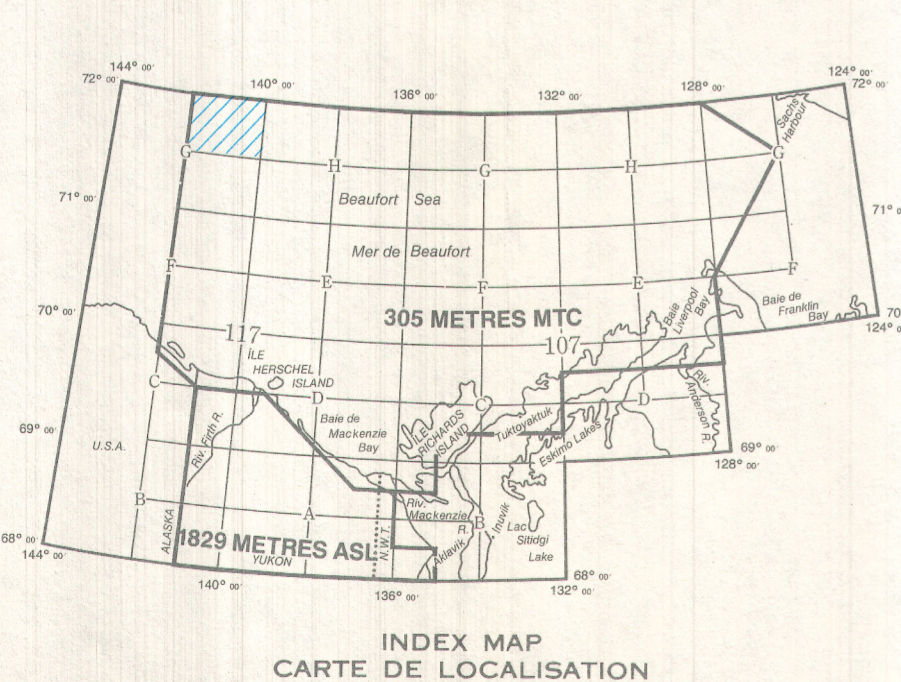 144° 00'
72° 00'
140° 00'
136° 00'
132° 00'
128° 00'
124° 00'
72° 00'
Sachs
Harbour
G
H
G
H
G
71° 00'
Beaufort Sea
71° 00'
Mer de Beaufort
F
E
F
E
F
70° 00'
305 METRES MTC
Baie
Liverpool
Bay
Baie de
Franklin
Bay
70°
124° 00'
117
107
ÎLE
HERSCHEL
ISLAND
C
D
C
D
Riv. Firth R.
Baie de
Mackenzie
Bay
ÎLE
RICHARDS
ISLAND
Tuktoyaktuk
Eskimo Lakes
Riv.
Anderson R.
69° 00'
U.S.A.
69° 00'
128° 00'
B
A
B
Riv.
Mackenzie
R.
Inuvik
Lac
Sitidgi
Lake
ALASKA
1829 METRES ASL
YUKON
N.W.T.
Aklavik
68° 00'
144° 00'
140° 00'
136° 00'
68° 00'
132° 00'
INDEX MAP
CARTE DE LOCALISATION